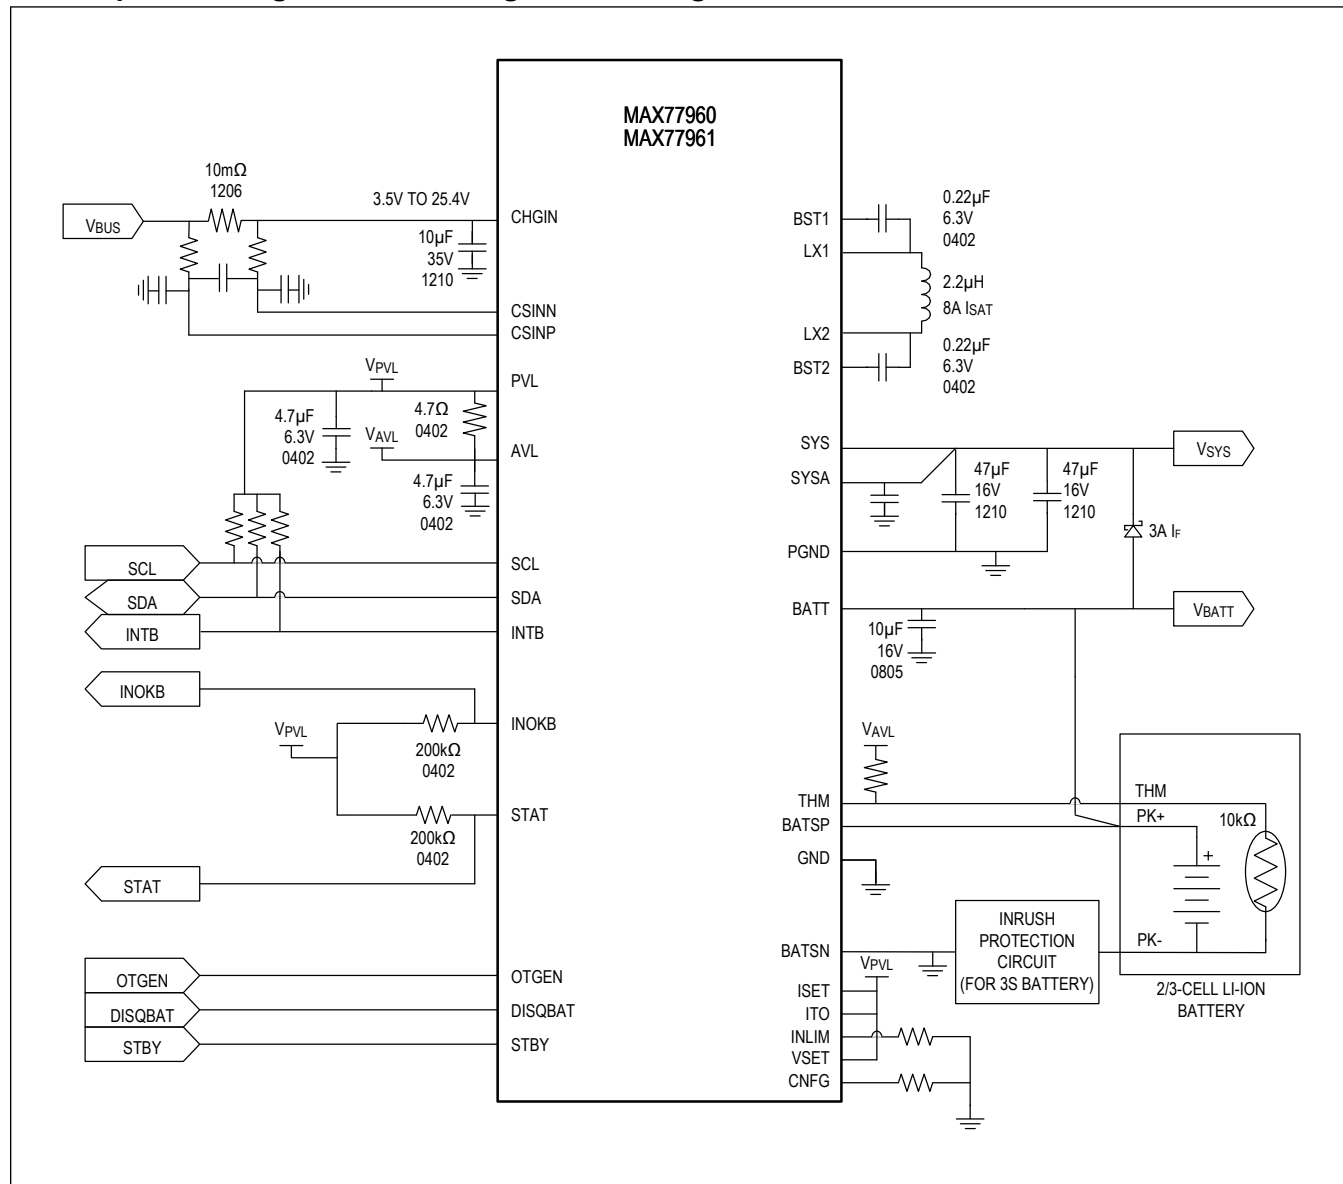 MAX77960
MAX77961
10mΩ
1206
3.5V TO 25.4V
VBUS
CHGIN
10µF
35V
1210
CSINN
CSINP
VPVL
PVL
4.7µF
6.3V
0402
4.7Ω
0402
VAVL
AVL
4.7µF
6.3V
0402
SCL
SCL
SDA
SDA
INTB
INTB
INOKB
INOKB
VPVL
200kΩ
0402
STAT
200kΩ
0402
STAT
OTGEN
OTGEN
DISQBAT
DISQBAT
STBY
STBY
BST1
0.22µF
6.3V
0402
LX1
2.2µH
8A ISAT
LX2
0.22µF
6.3V
0402
BST2
SYS
VSYS
SYSA
47µF
16V
1210
47µF
16V
1210
3A IF
PGND
BATT
VBATT
10µF
16V
0805
VAVL
THM
THM
BATSP
PK+
10kΩ
+
GND
BATSN
INRUSH
PROTECTION
CIRCUIT
(FOR 3S BATTERY)
PK-
2/3-CELL LI-ION
BATTERY
VPVL
ISET
ITO
INLIM
VSET
CNFG